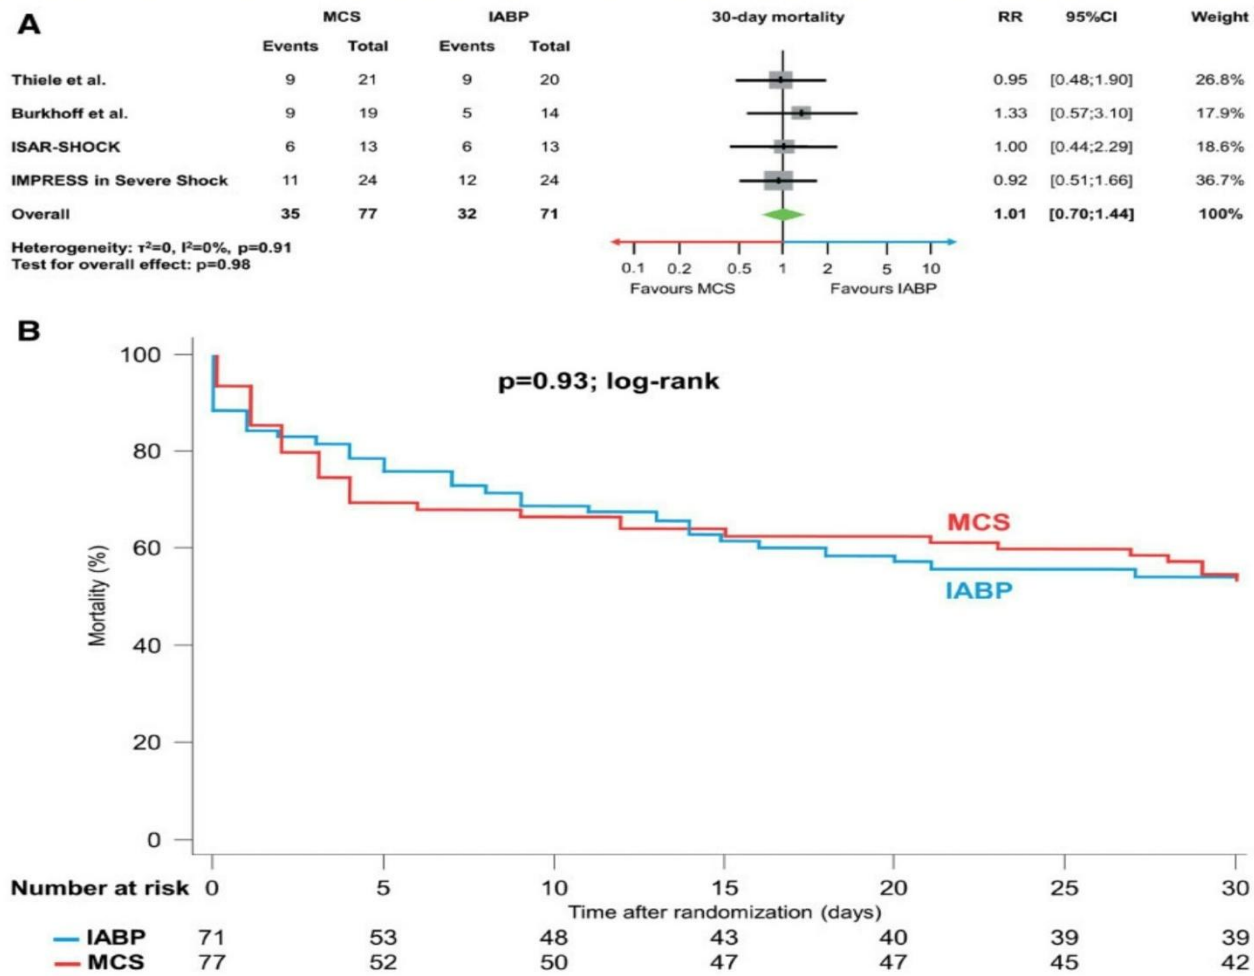 A
MCS IABP 30-day mortality RR 95%CI Weight
Events Total Events Total
Thiele et al. 9 21 9 20 0.95 [0.48;1.90] 26.8%
Burkhoff et al. 9 19 5 14 1.33 [0.57;3.10] 17.9%
ISAR-SHOCK 6 13 6 13 1.00 [0.44;2.29] 18.6%
IMPRESS in Severe Shock 11 24 12 24 0.92 [0.51;1.66] 36.7%
Overall 35 77 32 71 1.01 [0.70;1.44] 100%
Heterogeneity: τ²=0, I²=0%, p=0.91
Test for overall effect: p=0.98
0.1 0.2 0.5 1 2 5 10
Favours MCS Favours IABP
B
p=0.93; log-rank
Mortality (%)
100
80
60
40
20
0
MCS
IABP
Number at risk 0 5 10 15 20 25 30
Time after randomization (days)
IABP 71 53 48 43 40 39 39
MCS 77 52 50 47 47 45 42